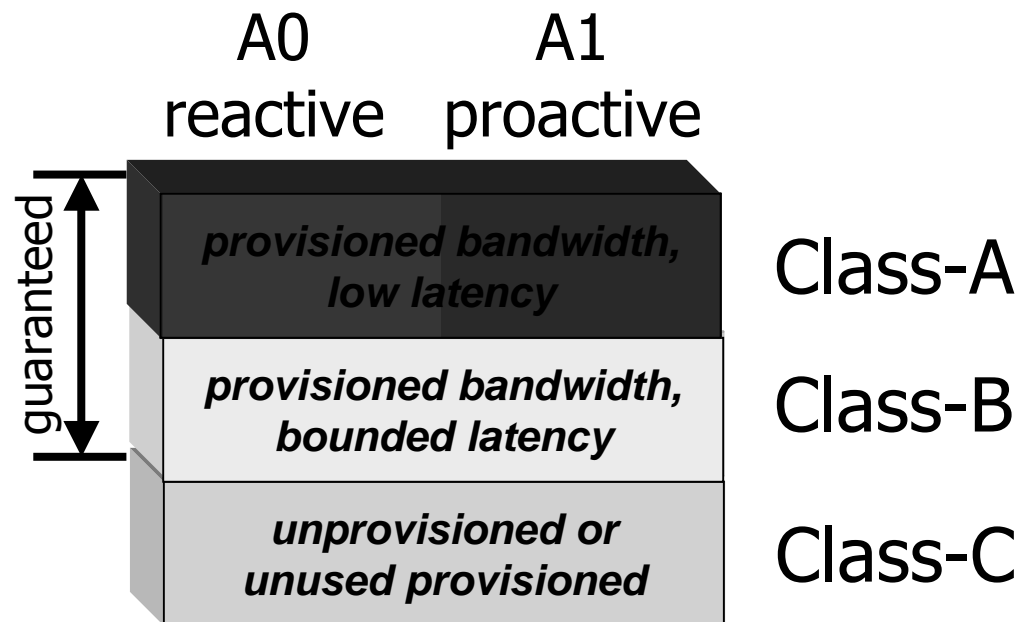 A0
reactive
A1
proactive
guaranteed
provisioned bandwidth,
low latency
Class-A
provisioned bandwidth,
bounded latency
Class-B
unprovisioned or
unused provisioned
Class-C